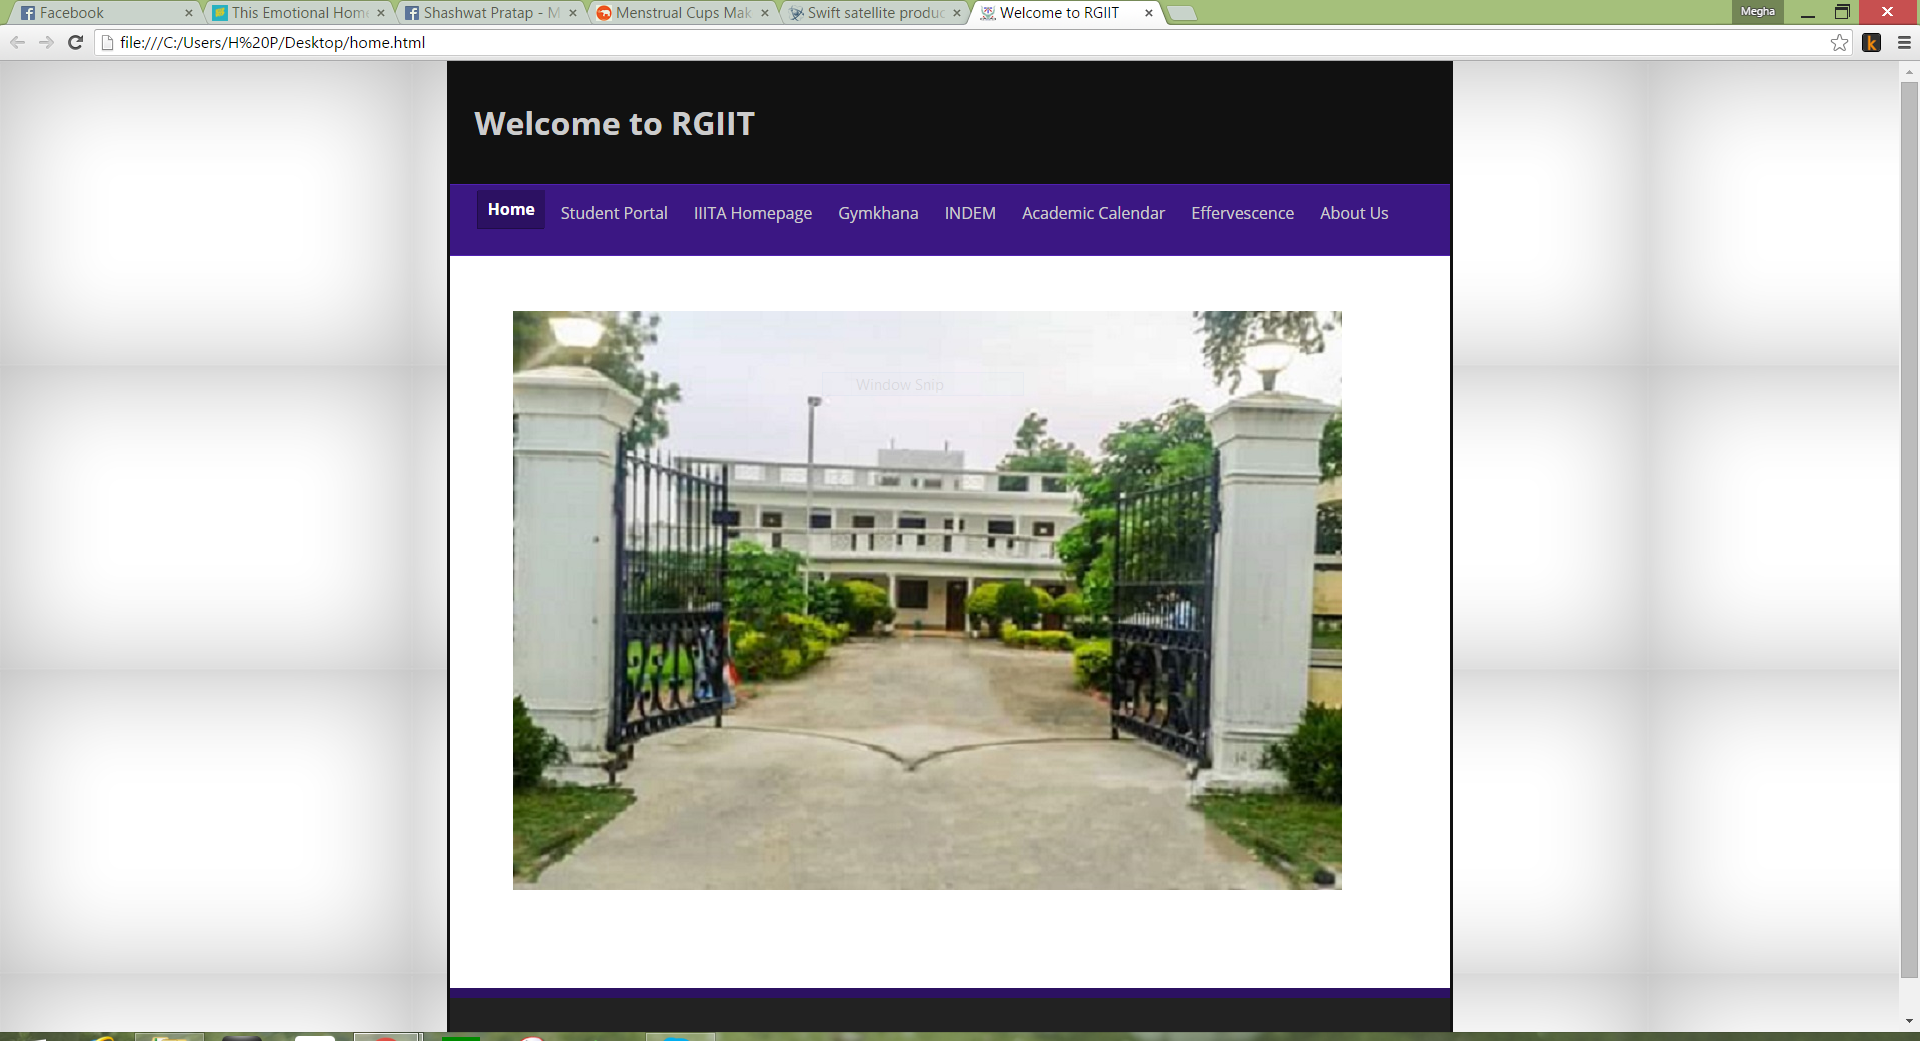 Facebook
This Emotional Hom
Shashwat Pratap - M
Menstrual Cups Mak
Swift satellite produc
Welcome to RGIIT
Megha
file:///C:/Users/H%20P/Desktop/home.html
k
Welcome to RGIIT
Home Student Portal IIITA Homepage Gymkhana INDEM Academic Calendar Effervescence About Us
Window Snip